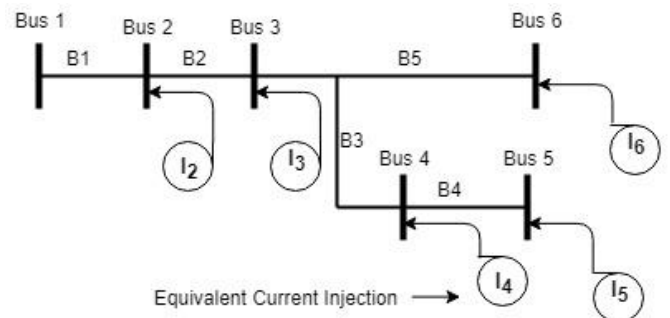 Bus 1
Bus 2
Bus 3
Bus 6
B1
B2
B5
I2
I3
B3
I6
Bus 4
Bus 5
B4
I4
I5
Equivalent Current Injection